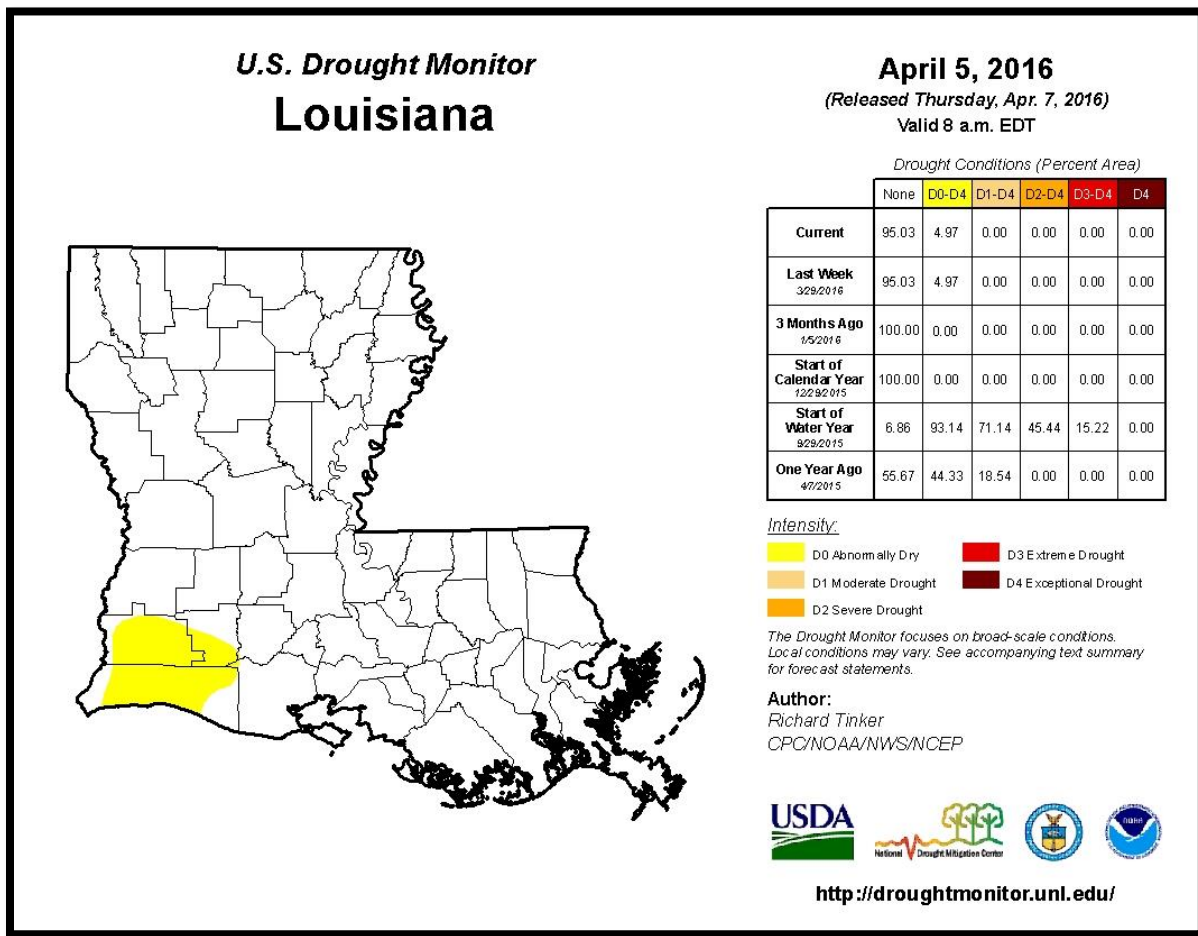 U.S. Drought Monitor
Louisiana
April 5, 2016
(Released Thursday, Apr. 7, 2016)
Valid 8 a.m. EDT
Drought Conditions (Percent Area)
None D0-D4 D1-D4 D2-D4 D3-D4 D4
Current 95.03 4.97 0.00 0.00 0.00 0.00
Last Week
3/29/2016 95.03 4.97 0.00 0.00 0.00 0.00
3 Months Ago
1/5/2016 100.00 0.00 0.00 0.00 0.00 0.00
Start of
Calendar Year
12/29/2015 100.00 0.00 0.00 0.00 0.00 0.00
Start of
Water Year
9/29/2015 6.86 93.14 71.14 45.44 15.22 0.00
One Year Ago
4/7/2015 55.67 44.33 18.54 0.00 0.00 0.00
Intensity:
D0 Abnormally Dry D3 Extreme Drought
D1 Moderate Drought D4 Exceptional Drought
D2 Severe Drought
The Drought Monitor focuses on broad-scale conditions.
Local conditions may vary. See accompanying text summary
for forecast statements.
Author:
Richard Tinker
CPC/NOAA/NWS/NCEP
USDA
National Drought Mitigation Center
NOAA
http://droughtmonitor.unl.edu/